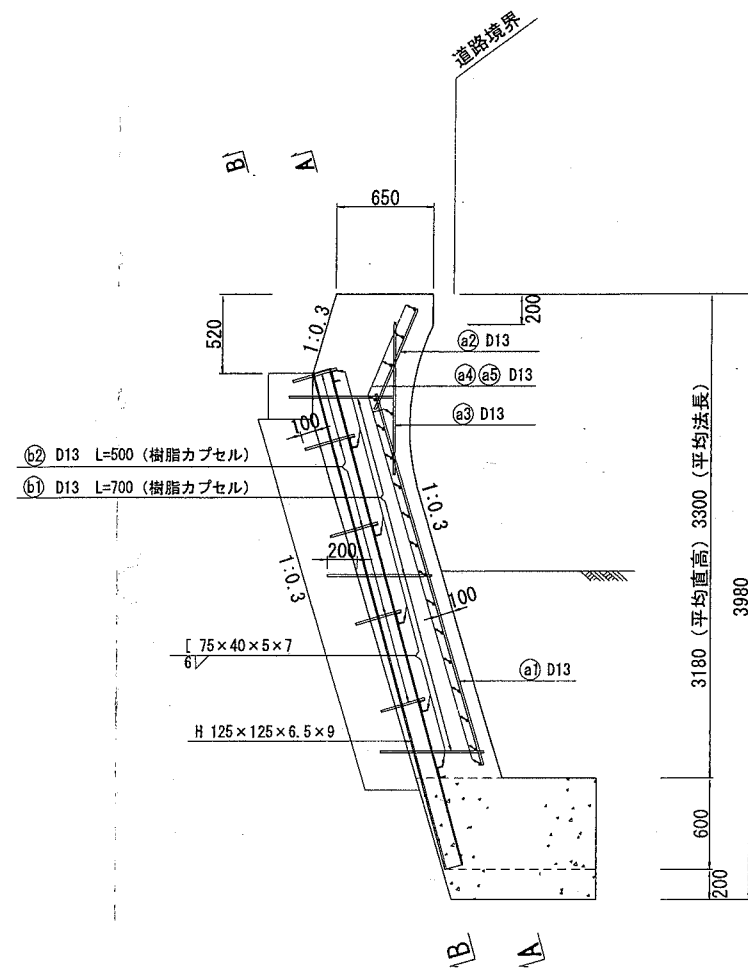 道路境界
B
A
650
200
520
1:0.3
ⓐ2 D13
ⓐ4 ⓐ5 D13
ⓐ3 D13
100
ⓑ2 D13 L=500 (樹脂カプセル)
ⓑ1 D13 L=700 (樹脂カプセル)
1:0.3
1:0.3
200
100
[ 75×40×5×7
6
ⓐ1 D13
H 125×125×6.5×9
3180 (平均直高) 3300 (平均法長)
3980
600
200
B
A